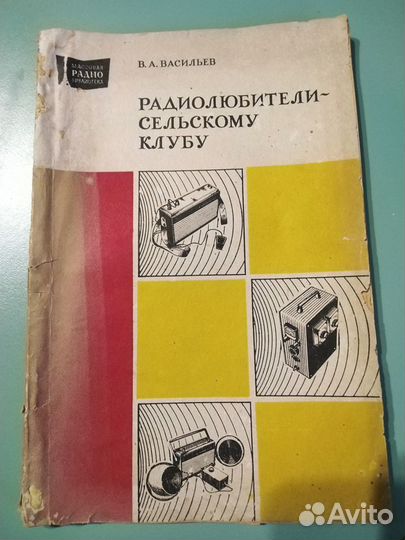 МАССОВАЯ
РАДИО
БИБЛИОТЕКА
В. А. ВАСИЛЬЕВ
РАДИОЛЮБИТЕЛИ-
СЕЛЬСКОМУ
КЛУБУ
Avito